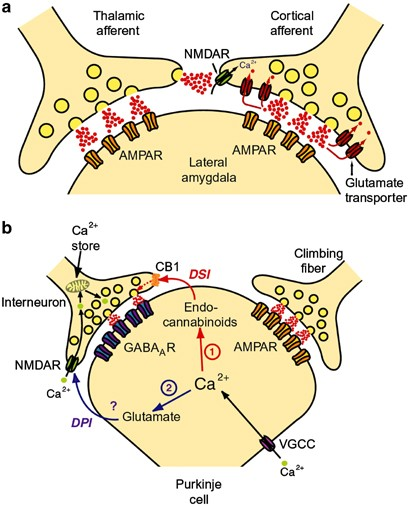 a
Thalamic
afferent
Cortical
afferent
NMDAR
Ca2+
AMPAR
AMPAR
Lateral
amygdala
Glutamate
transporter
b
Ca2+
store
CB1
DSI
Climbing
fiber
Interneuron
Endo-
cannabinoids
GABAAR
AMPAR
NMDAR
1
Ca2+
2
Ca2+
?
Glutamate
DPI
VGCC
Ca2+
Purkinje
cell